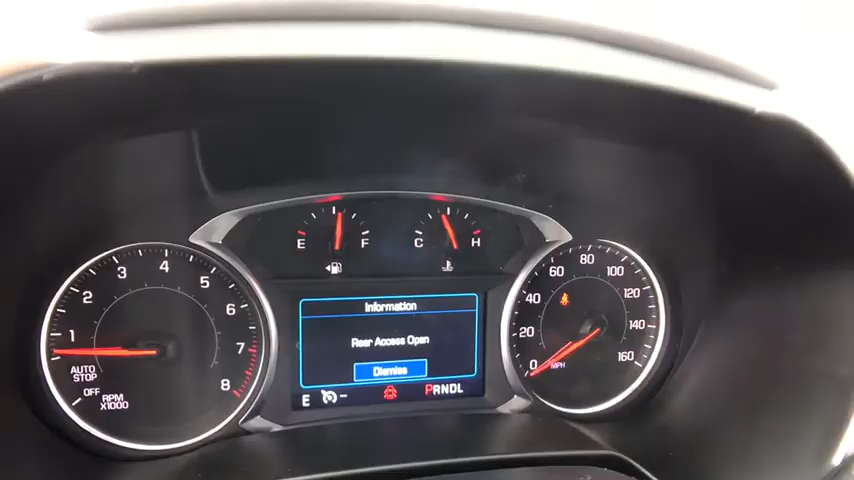 E F
C H
1 2 3 4 5 6 7 8
AUTO
STOP
OFF
RPM
X1000
Information
Rear Access Open
Dismiss
E -- PRNDL
0 20 40 60 80 100 120 140 160
MPH